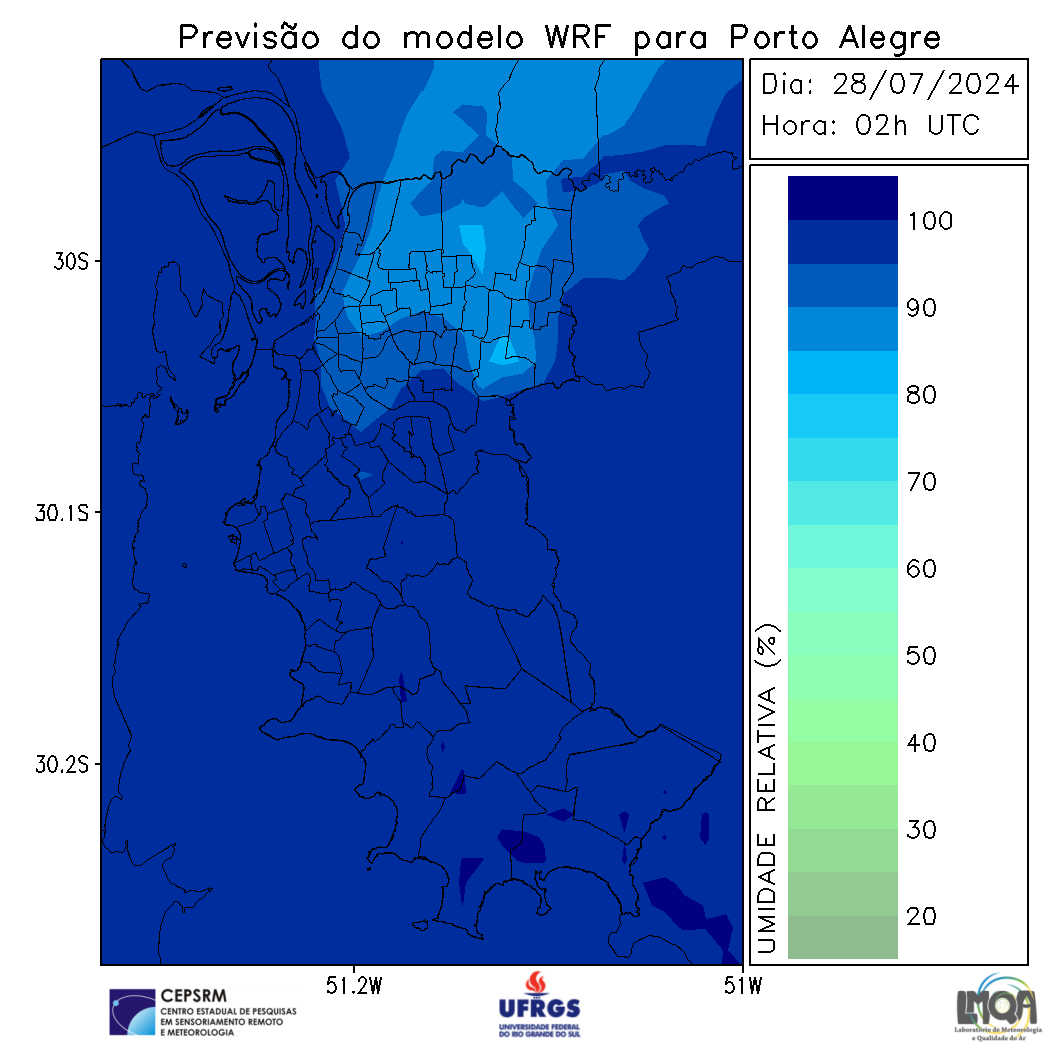 Previsão do modelo WRF para Porto Alegre
Dia: 28/07/2024
Hora: 02h UTC
30S
30.1S
30.2S
51.2W
51W
100
90
80
70
60
50
40
30
20
UMIDADE RELATIVA (%)
CEPSRM
CENTRO ESTADUAL DE PESQUISAS
EM SENSORIAMENTO REMOTO
E METEOROLOGIA
UFRGS
UNIVERSIDADE FEDERAL
DO RIO GRANDE DO SUL
LMQA
Laboratório de Meteorologia
e Qualidade do Ar